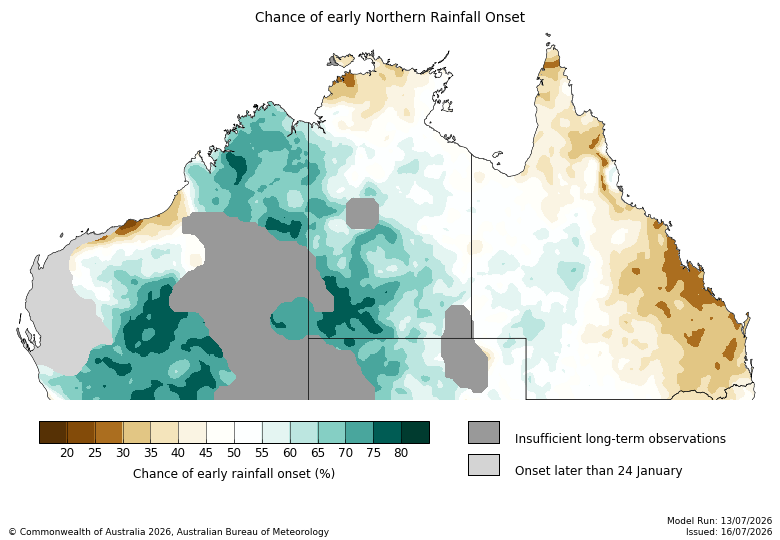 Chance of early Northern Rainfall Onset
20 25 30 35 40 45 50 55 60 65 70 75 80
Chance of early rainfall onset (%)
Insufficient long-term observations
Onset later than 24 January
Model Run: 13/07/2026
© Commonwealth of Australia 2026, Australian Bureau of Meteorology
Issued: 16/07/2026